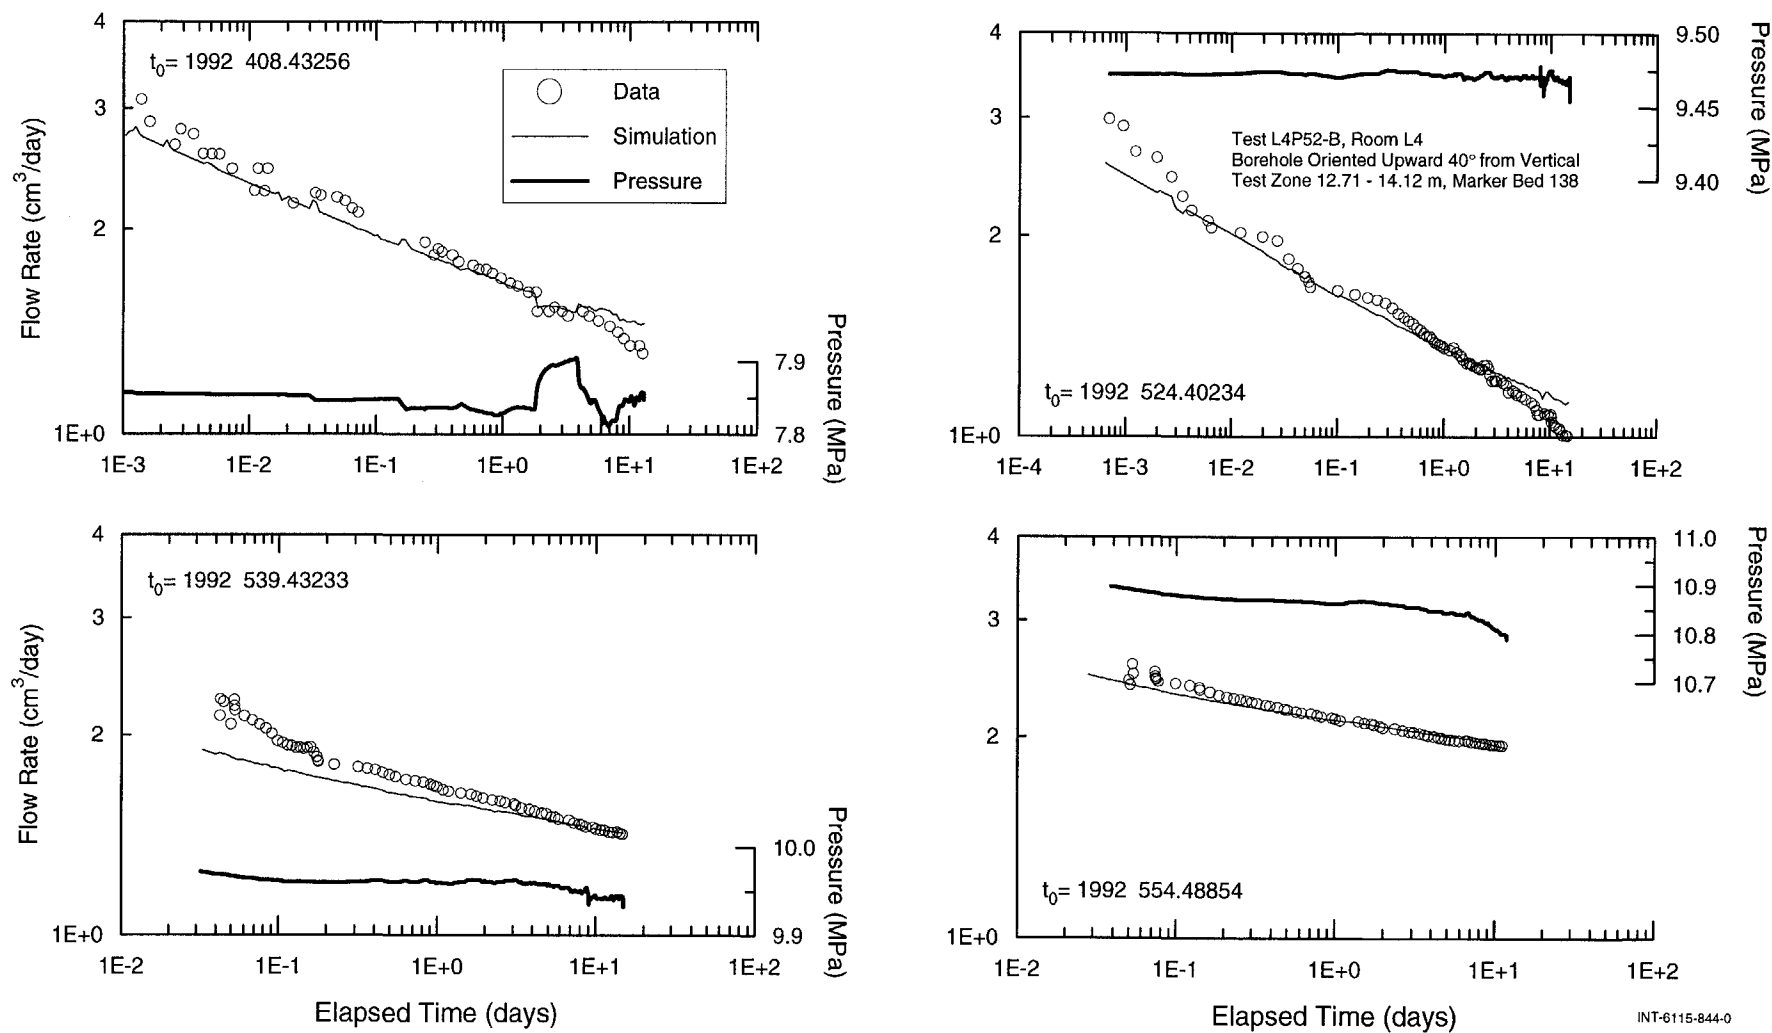 4
3
2
1E+0
Flow Rate (cm³/day)
t₀= 1992 408.43256
Data
Simulation
Pressure
7.9
7.8
Pressure (MPa)
1E-3 1E-2 1E-1 1E+0 1E+1 1E+2
4
3
2
1E+0
9.50
9.45
9.40
Pressure (MPa)
Test L4P52-B, Room L4
Borehole Oriented Upward 40° from Vertical
Test Zone 12.71 - 14.12 m, Marker Bed 138
t₀= 1992 524.40234
1E-4 1E-3 1E-2 1E-1 1E+0 1E+1 1E+2
4
3
2
1E+0
Flow Rate (cm³/day)
t₀= 1992 539.43233
10.0
9.9
Pressure (MPa)
1E-2 1E-1 1E+0 1E+1 1E+2
Elapsed Time (days)
4
3
2
1E+0
11.0
10.9
10.8
10.7
Pressure (MPa)
t₀= 1992 554.48854
1E-2 1E-1 1E+0 1E+1 1E+2
Elapsed Time (days)
INT-6115-844-0